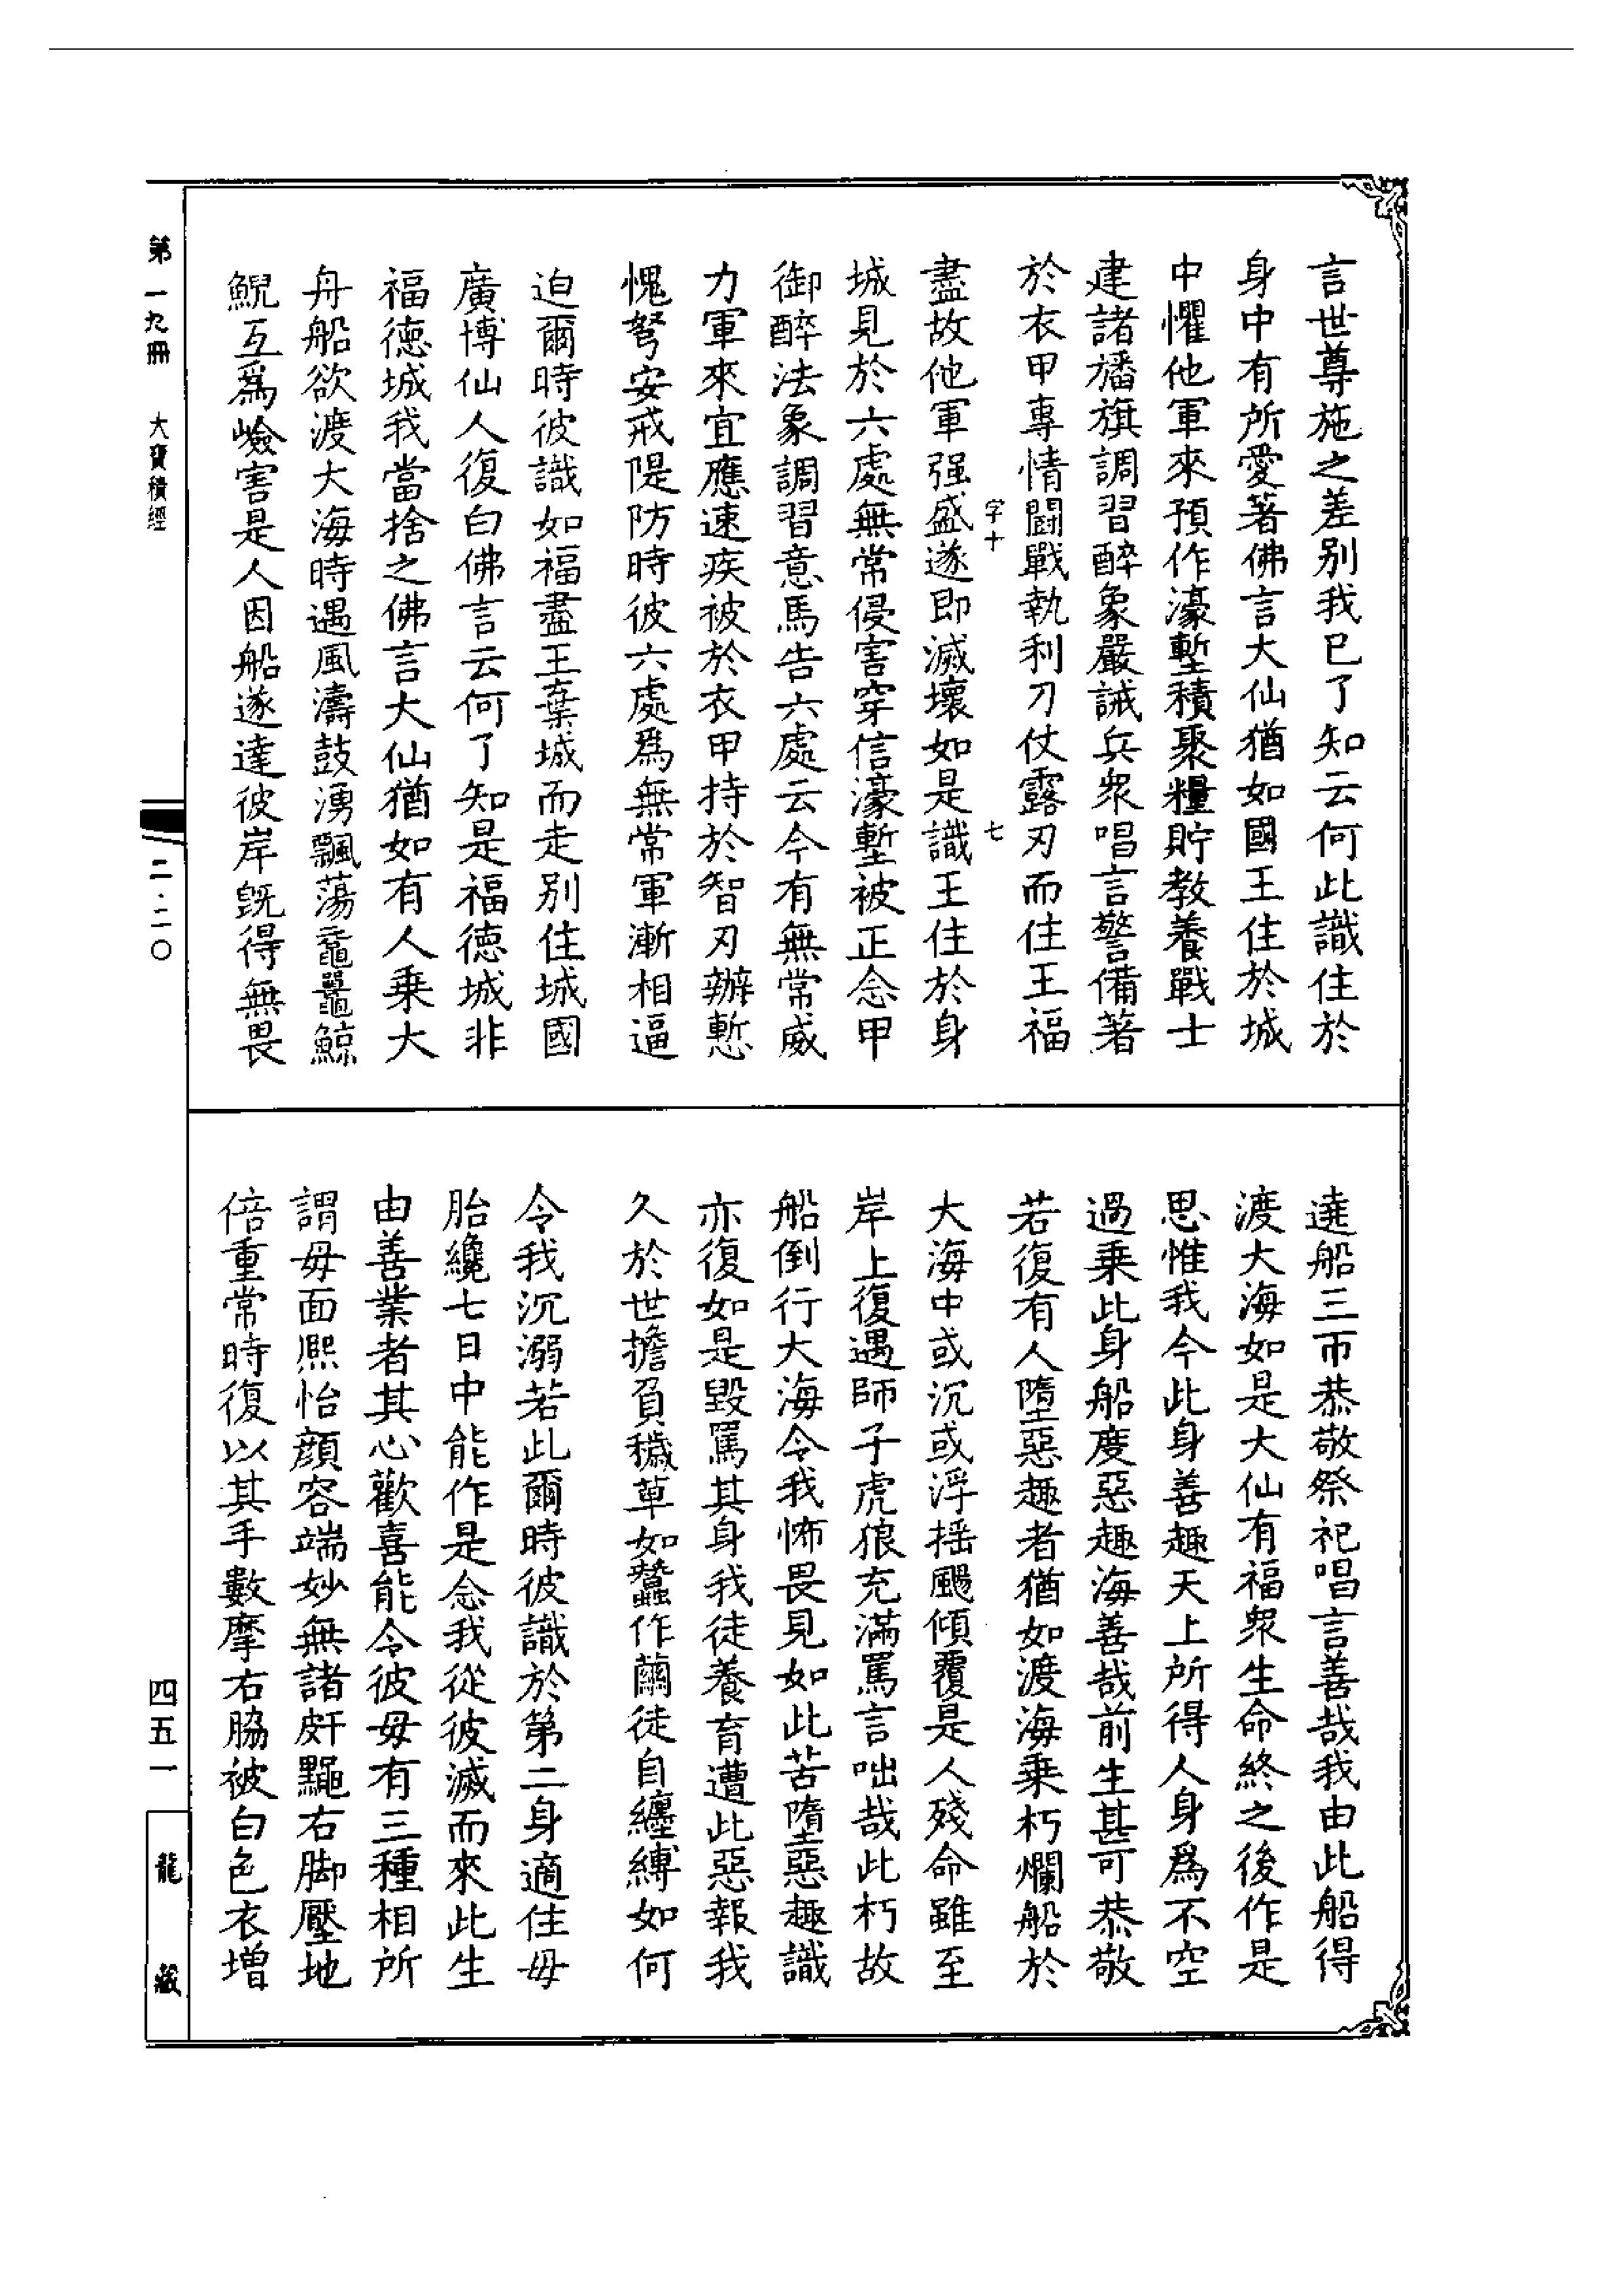 言世尊施之差别我已了知云何此識住於
身中有所愛著佛言大仙猶如國王住於城
中懼他軍來預作濠塹積聚糧貯教養戰士
建諸旛旗調習醉象嚴誡兵衆唱言警備著
於衣甲專情鬭戰執利刀仗露刃而住王福
字十 七
盡故他軍强盛遂即滅壞如是識王住於身
城見於六處無常侵害穿信濠塹被正念甲
御醉法象調習意馬告六處云今有無常威
力軍來宜應速疾被於衣甲持於智刃辦慙
愧弩安戒隄防時彼六處爲無常軍漸相逼
迫爾時彼識如福盡王棄城而走别住城國
廣博仙人復白佛言云何了知是福德城非
福德城我當捨之佛言大仙猶如有人乗大
舟船欲渡大海時遇風濤鼓湧飄蕩黿鼉鯨
鯢互爲嶮害是人因船遂達彼岸旣得無畏
遶船三帀恭敬祭祀唱言善哉我由此船得
渡大海如是大仙有福衆生命終之後作是
思惟我今此身善趣天上所得人身爲不空
過乗此身船度惡趣海善哉前生甚可恭敬
若復有人墮惡趣者猶如渡海乗朽爛船於
大海中或沉或浮摇颺傾覆是人殘命雖至
岸上復遇師子虎狼充滿罵言咄哉此朽故
船倒行大海令我怖畏見如此苦墮惡趣識
亦復如是毀罵其身我徒養育遭此惡報我
久於世擔負穢草如蠶作繭徒自纏縛如何
令我沉溺若此爾時彼識於第二身適住毋
胎纔七日中能作是念我從彼滅而來此生
由善業者其心歡喜能令彼毋有三種相所
謂毋面熈怡顔容端妙無諸皯䵴右脚壓地
倍重常時復以其手數摩右脇被白色衣增
第一九冊 大寶積經
二·二〇
四五一
龍藏